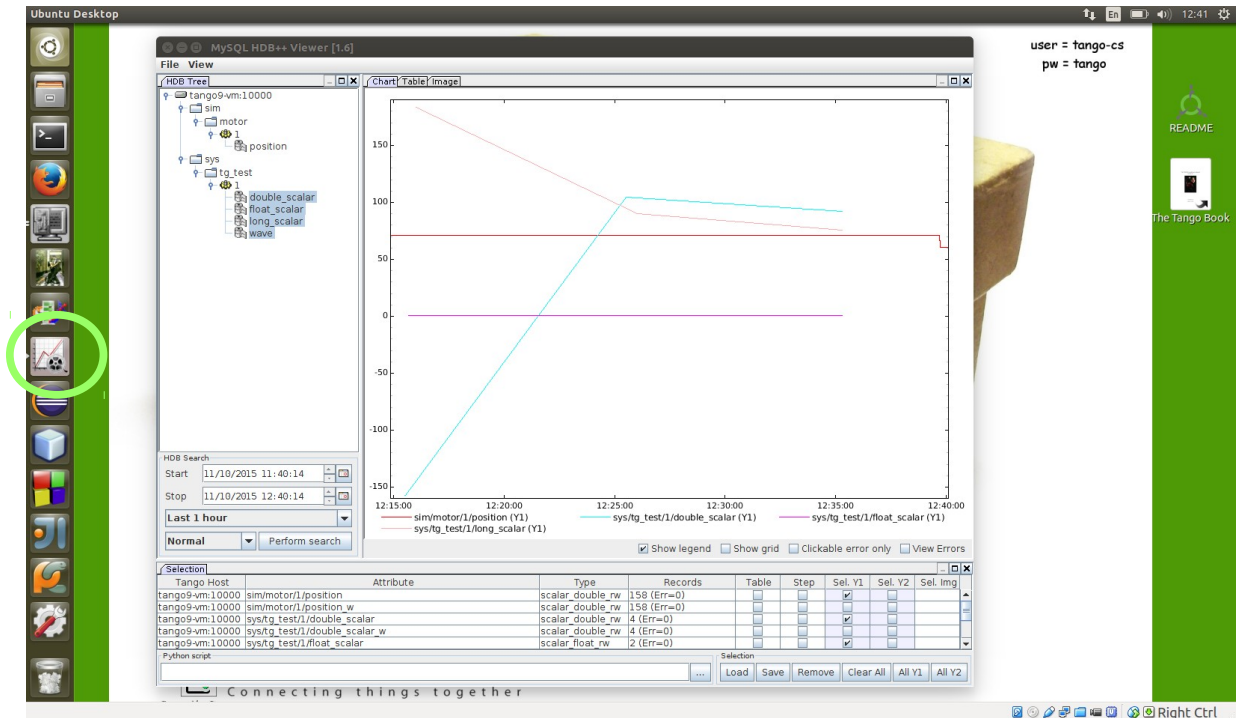 Ubuntu Desktop
En
12:41
user = tango-cs
pw = tango
README
The Tango Book
MySQL HDB++ Viewer [1.6]
File View
HDB Tree
tango9-vm:10000
sim
motor
1
position
sys
tg_test
1
double_scalar
float_scalar
long_scalar
wave
HDB Search
Start 11/10/2015 11:40:14
Stop 11/10/2015 12:40:14
Last 1 hour
Normal Perform search
Chart Table Image
150
100
50
0
-50
-100
-150
12:15:00 12:20:00 12:25:00 12:30:00 12:35:00 12:40:00
sim/motor/1/position (Y1) sys/tg_test/1/double_scalar (Y1) sys/tg_test/1/float_scalar (Y1)
sys/tg_test/1/long_scalar (Y1)
Show legend Show grid Clickable error only View Errors
Selection
Tango Host Attribute Type Records Table Step Sel. Y1 Sel. Y2 Sel. Img
tango9-vm:10000 sim/motor/1/position scalar_double_rw 158 (Err=0)
tango9-vm:10000 sim/motor/1/position_w scalar_double_rw 158 (Err=0)
tango9-vm:10000 sys/tg_test/1/double_scalar scalar_double_rw 4 (Err=0)
tango9-vm:10000 sys/tg_test/1/double_scalar_w scalar_double_rw 4 (Err=0)
tango9-vm:10000 sys/tg_test/1/float_scalar scalar_float_rw 2 (Err=0)
Python script
...
Selection
Load Save Remove Clear All All Y1 All Y2
Connecting things together
Right Ctrl